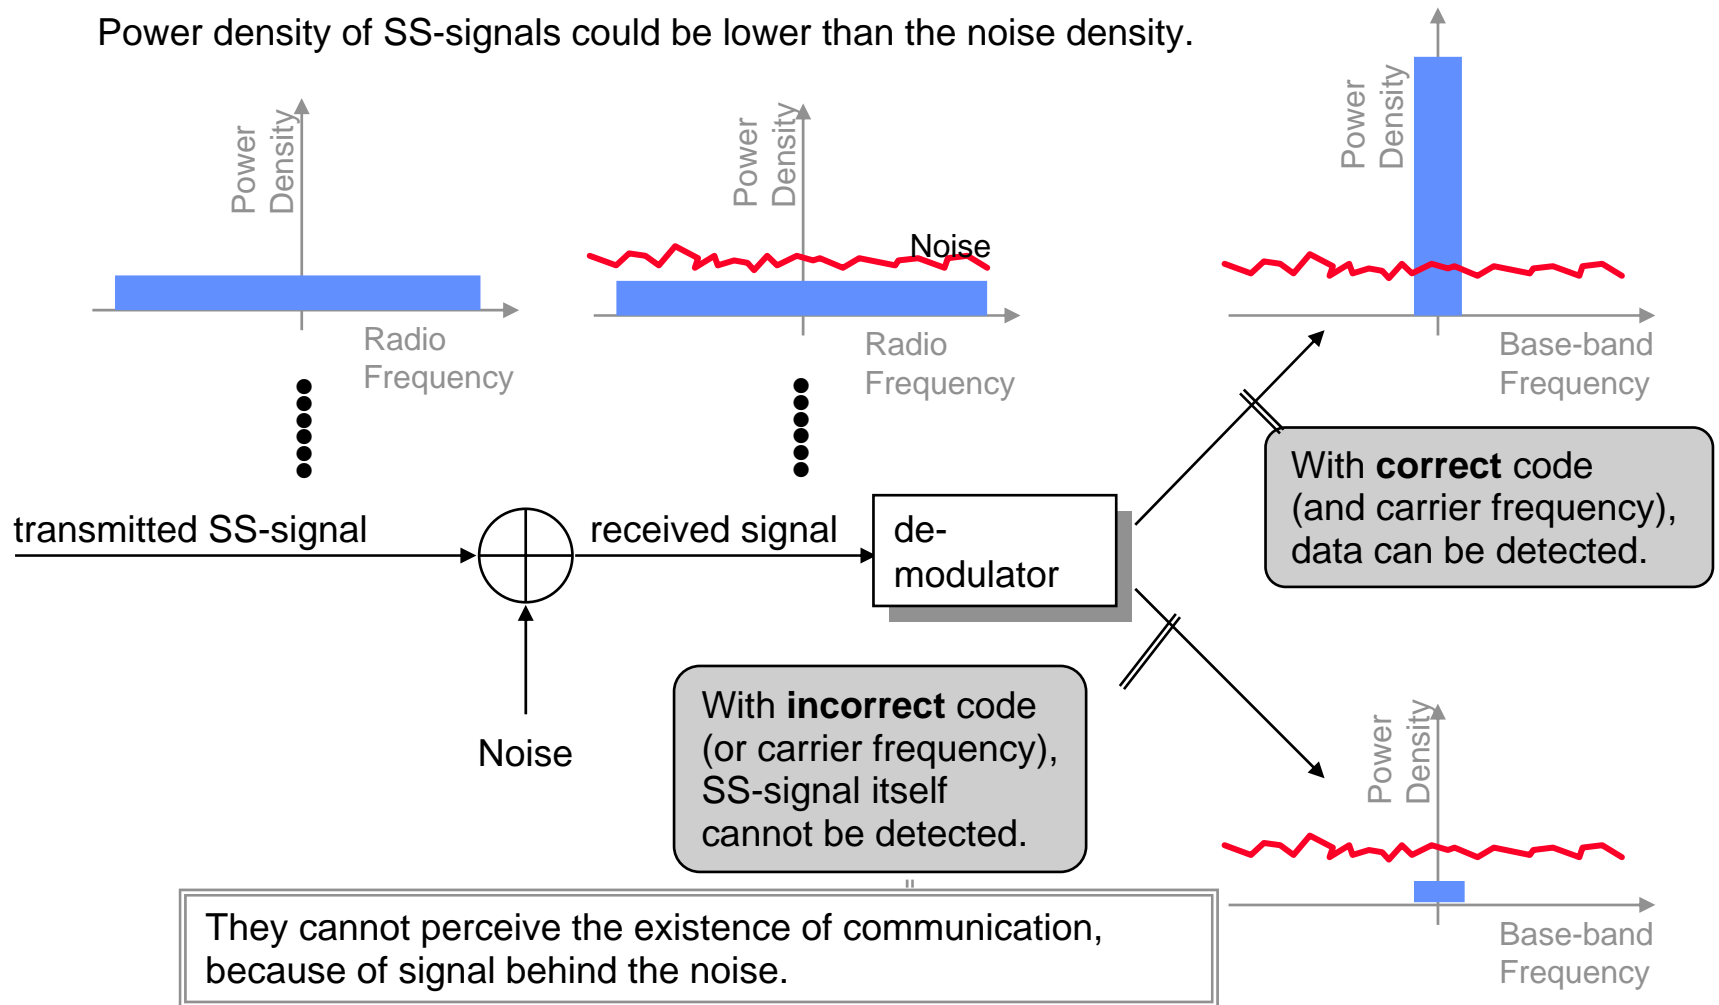 Power density of SS-signals could be lower than the noise density.
Power
Density
Radio
Frequency
Power
Density
Noise
Radio
Frequency
Power
Density
Base-band
Frequency
transmitted SS-signal
received signal
de-
modulator
With correct code
(and carrier frequency),
data can be detected.
Noise
With incorrect code
(or carrier frequency),
SS-signal itself
cannot be detected.
Power
Density
Base-band
Frequency
They cannot perceive the existence of communication,
because of signal behind the noise.